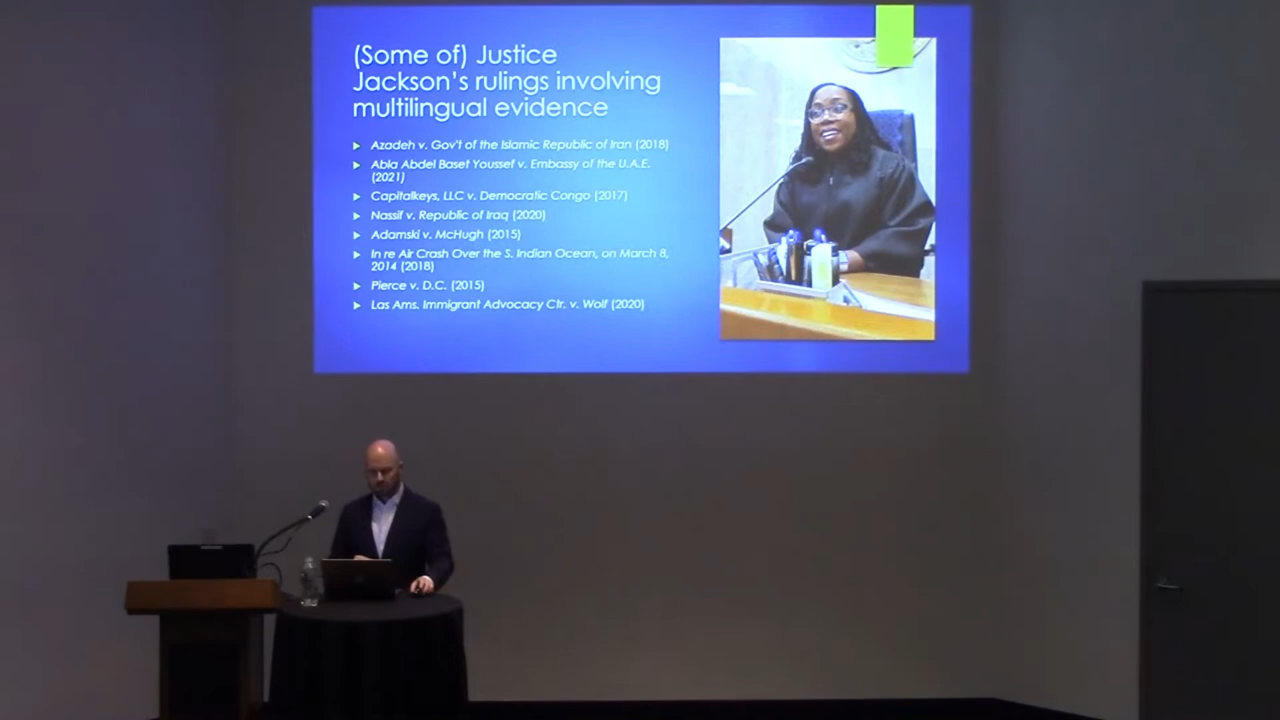 (Some of) Justice
Jackson's rulings involving
multilingual evidence
Azadeh v. Gov't of the Islamic Republic of Iran (2018)
Abla Abdel Baset Youssef v. Embassy of the U.A.E.
(2021)
Capitalkeys, LLC v. Democratic Congo (2017)
Nassif v. Republic of Iraq (2020)
Adamski v. McHugh (2015)
In re Air Crash Over the S. Indian Ocean, on March 8,
2014 (2018)
Pierce v. D.C. (2015)
Las Ams. Immigrant Advocacy Ctr. v. Wolf (2020)